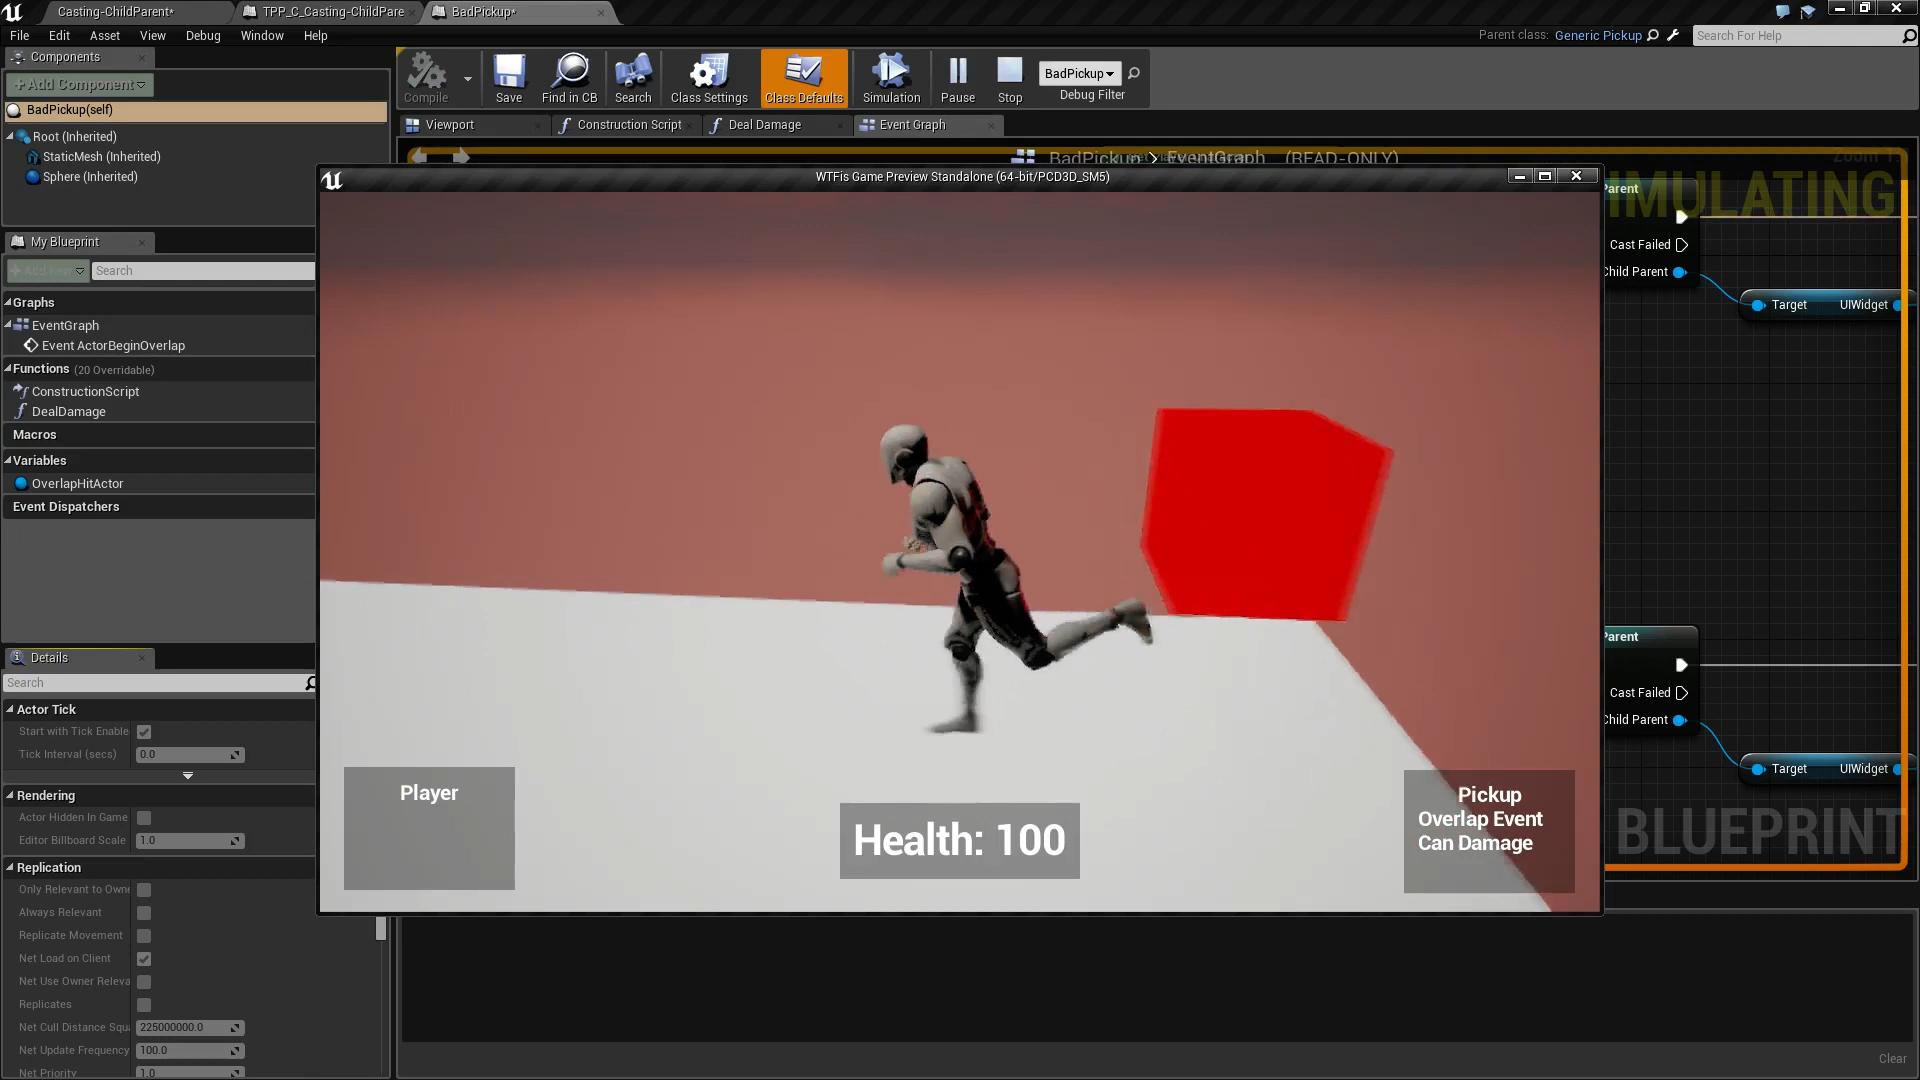 Casting-ChildParent*
TPP_C_Casting-ChildPare
BadPickup*
File Edit Asset View Debug Window Help
Parent class: Generic Pickup
Search For Help
Components
+Add Component
BadPickup(self)
Root (Inherited)
StaticMesh (Inherited)
Sphere (Inherited)
Compile
Save
Find in CB
Search
Class Settings
Class Defaults
Simulation
Pause
Stop
BadPickup
Debug Filter
Viewport
Construction Script
Deal Damage
Event Graph
BadPickup > EventGraph (READ-ONLY)
WTFis Game Preview Standalone (64-bit/PCD3D_SM5)
My Blueprint
Search
Graphs
EventGraph
Event ActorBeginOverlap
Functions (20 Overridable)
ConstructionScript
DealDamage
Macros
Variables
OverlapHitActor
Event Dispatchers
Details
Search
Actor Tick
Start with Tick Enable
Tick Interval (secs) 0.0
Rendering
Actor Hidden In Game
Editor Billboard Scale 1.0
Replication
Only Relevant to Owne
Always Relevant
Replicate Movement
Net Load on Client
Net Use Owner Releva
Replicates
Net Cull Distance Squ 225000000.0
Net Update Frequency 100.0
Net Priority 1.0
Player
Health: 100
Pickup
Overlap Event
Can Damage
Parent
IMULATING
Cast Failed
Child Parent
Target UIWidget
Parent
Cast Failed
Child Parent
Target UIWidget
BLUEPRINT
Clear